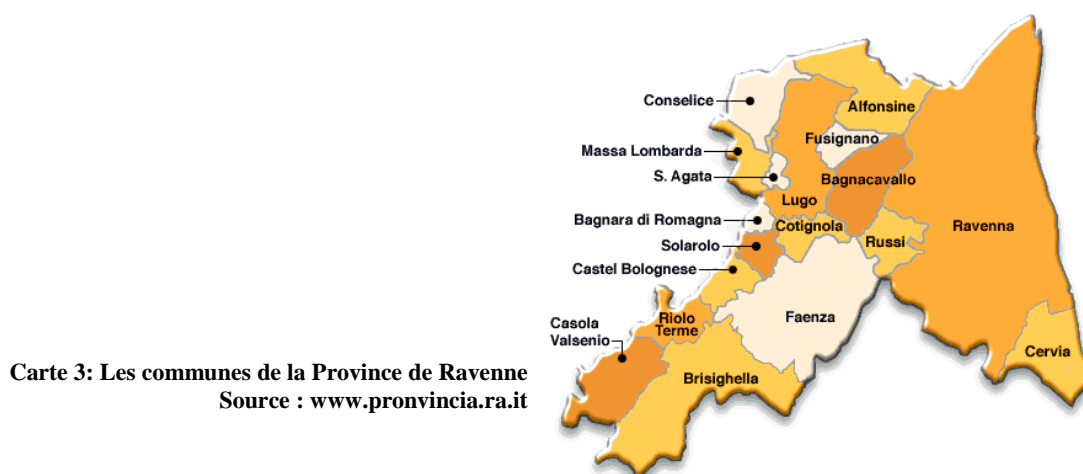 Conselice
Alfonsine
Fusignano
Massa Lombarda
S. Agata
Bagnacavallo
Lugo
Bagnara di Romagna
Cotignola
Ravenna
Solarolo
Russi
Castel Bolognese
Faenza
Riolo
Terme
Casola
Valsenio
Cervia
Brisighella
Carte 3: Les communes de la Province de Ravenne
Source : www.pronvincia.ra.it